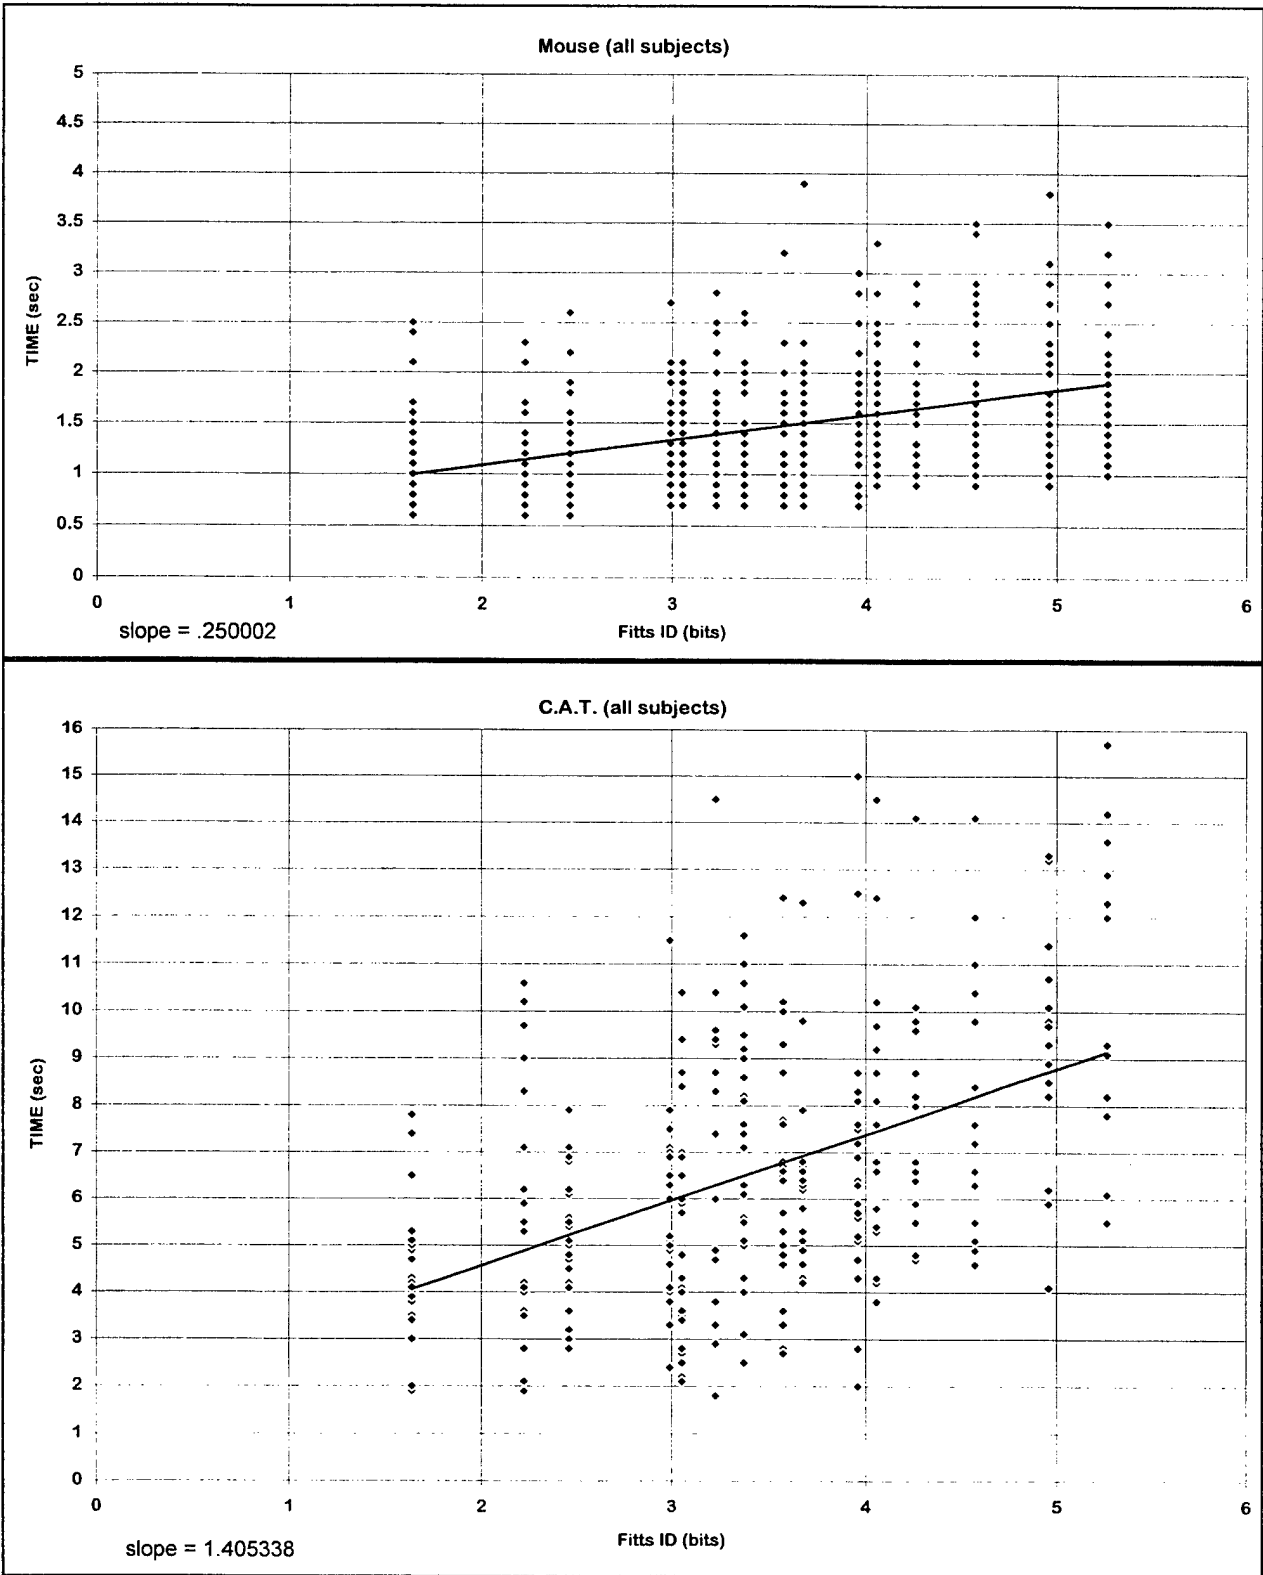 Mouse (all subjects)
5
4.5
4
3.5
3
2.5
2
1.5
1
0.5
0
TIME (sec)
0 1 2 3 4 5 6
Fitts ID (bits)
slope = .250002
C.A.T. (all subjects)
16
15
14
13
12
11
10
9
8
7
6
5
4
3
2
1
0
TIME (sec)
0 1 2 3 4 5 6
Fitts ID (bits)
slope = 1.405338